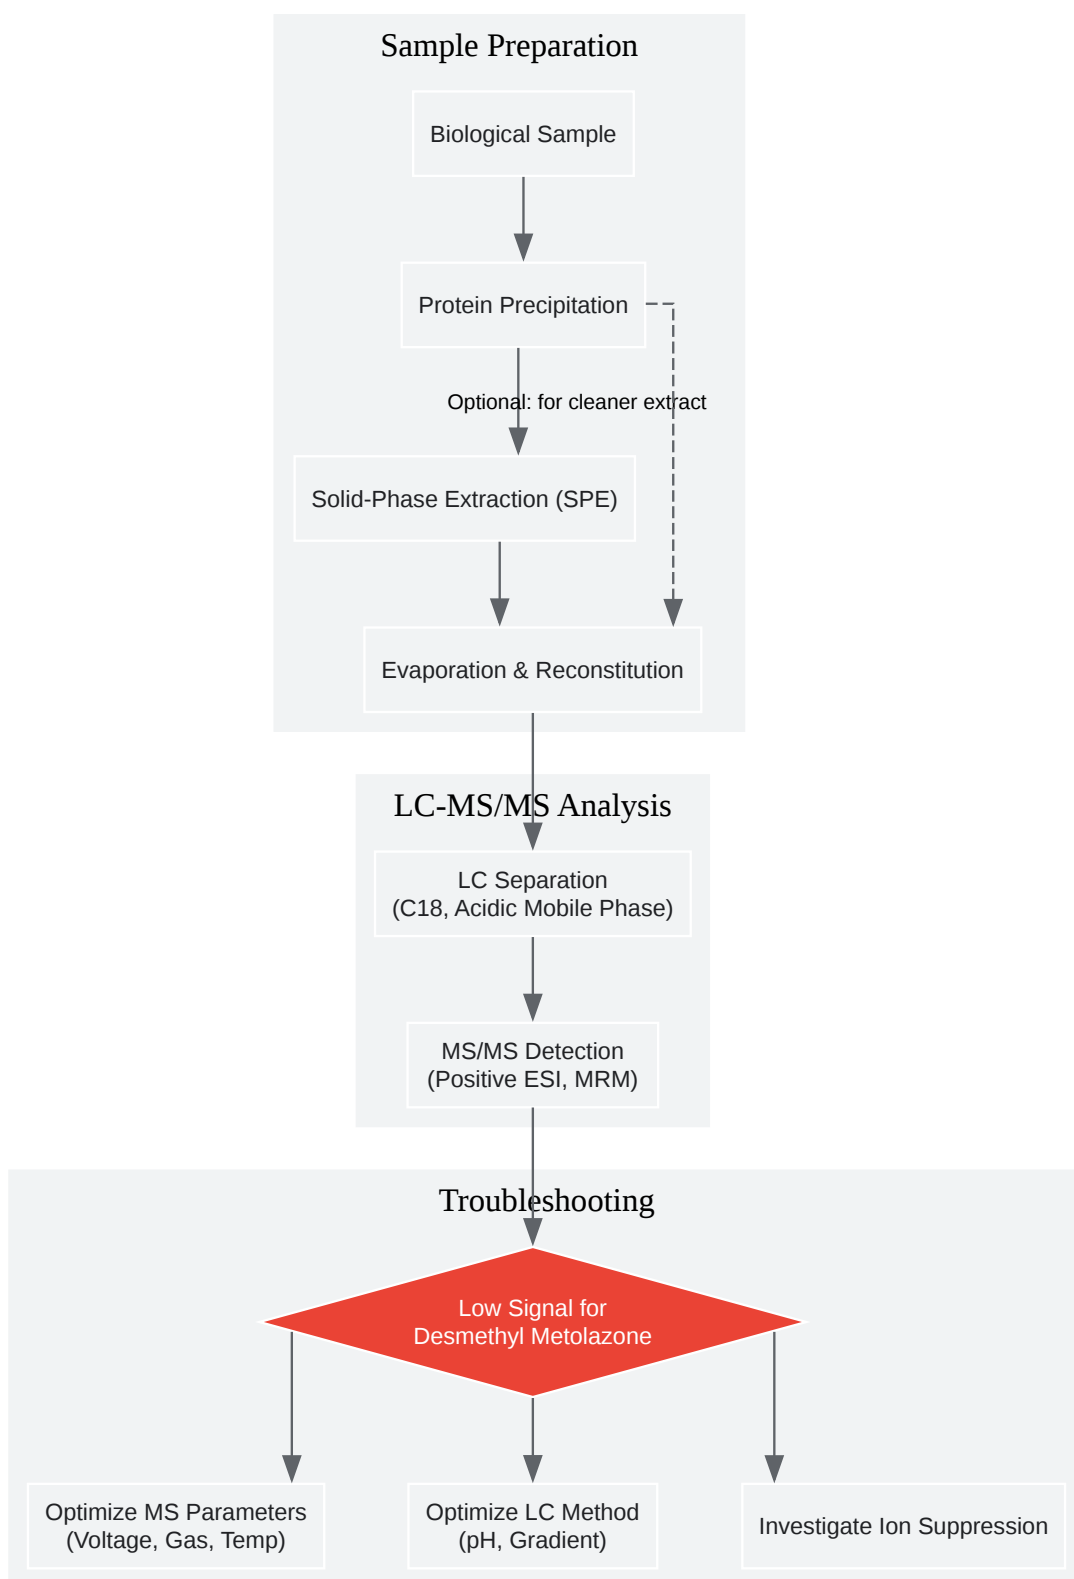 Sample Preparation
Biological Sample
Protein Precipitation
Optional: for cleaner extract
Solid-Phase Extraction (SPE)
Evaporation & Reconstitution
LC-MS/MS Analysis
LC Separation
(C18, Acidic Mobile Phase)
MS/MS Detection
(Positive ESI, MRM)
Troubleshooting
Low Signal for
Desmethyl Metolazone
Optimize MS Parameters
(Voltage, Gas, Temp)
Optimize LC Method
(pH, Gradient)
Investigate Ion Suppression